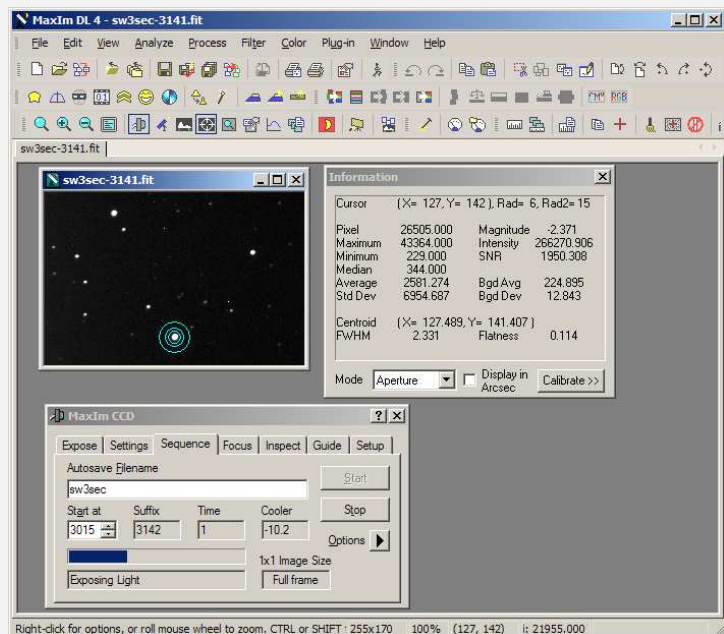 MaxIm DL 4 - sw3sec-3141.fit
File Edit View Analyze Process Filter Color Plug-in Window Help
CMY RGB
sw3sec-3141.fit
sw3sec-3141.fit
Information
Cursor (X= 127, Y= 142 ), Rad= 6, Rad2= 15
Pixel 26505.000 Magnitude -2.371
Maximum 43364.000 Intensity 266270.906
Minimum 229.000 SNR 1950.308
Median 344.000
Average 2581.274 Bgd Avg 224.895
Std Dev 6954.687 Bgd Dev 12.843
Centroid (X= 127.489, Y= 141.407 )
FWHM 2.331 Flatness 0.114
Mode Aperture Display in Arcsec Calibrate >>
MaxIm CCD
Expose Settings Sequence Focus Inspect Guide Setup
Autosave Filename
sw3sec
Start
Start at Suffix Time Cooler
3015 3142 1 -10.2
Stop
Options
1x1 Image Size
Exposing Light Full frame
Right-click for options, or roll mouse wheel to zoom. CTRL or SHIFT 255x170 100% (127, 142) i: 21955.000